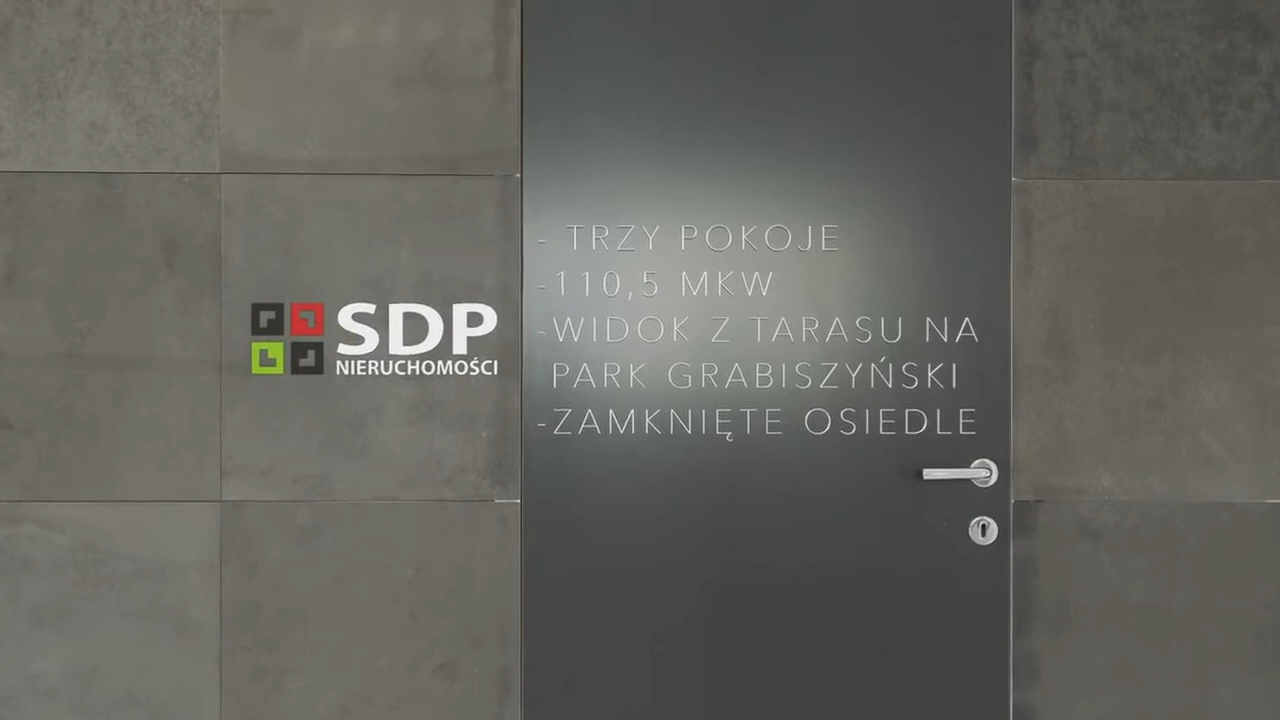 SDP
NIERUCHOMOŚCI
- TRZY POKOJE
-110,5 MKW
-WIDOK Z TARASU NA
PARK GRABISZYŃSKI
-ZAMKNIĘTE OSIEDLE